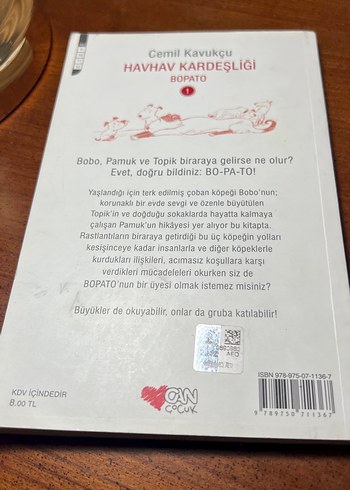 Cemil Kavukçu
HAVHAV KARDEŞLİĞİ
BOPATO
1
Bobo, Pamuk ve Topik biraraya gelirse ne olur?
Evet, doğru bildiniz: BO-PA-TO!
Yaşlandığı için terk edilmiş çoban köpeği Bobo'nun;
korunaklı bir evde sevgi ve özenle büyütülen
Topik'in ve doğduğu sokaklarda hayatta kalmaya
çalışan Pamuk'un hikâyesi yer alıyor bu kitapta.
Rastlantıların biraraya getirdiği bu üç köpeğin yolları
kesişinceye kadar insanlarla ve diğer köpeklerle
kurdukları ilişkileri, acımasız koşullara karşı
verdikleri mücadeleleri okurken siz de
BOPATO'nun bir üyesi olmak istemez misiniz?
Büyükler de okuyabilir, onlar da gruba katılabilir!
ISBN 978-975-07-1136-7
9 789750 711367
KDV İÇİNDEDİR
8.00 TL
CAN
ÇOCUK